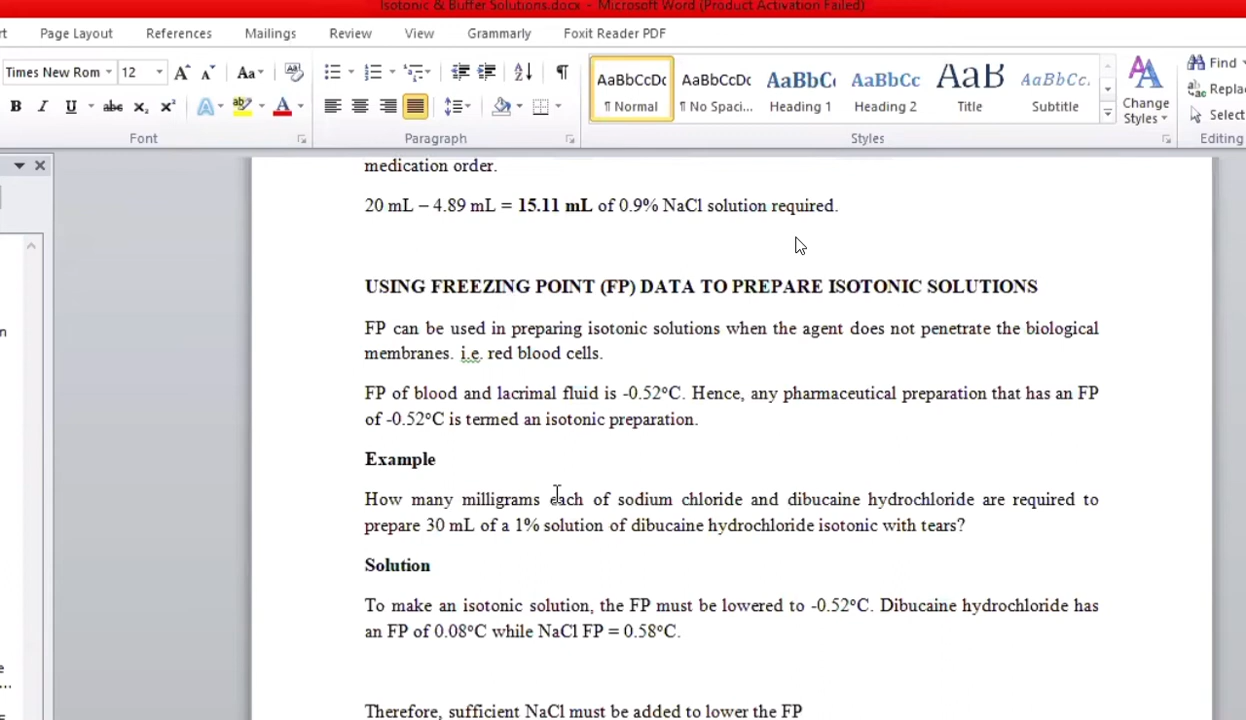 Isotonic & Buffer Solutions.docx - Microsoft Word (Product Activation Failed)
Page Layout References Mailings Review View Grammarly Foxit Reader PDF
Times New Rom 12 Aa AaBbCcDc AaBbCcDc AaBbC AaBbCc AaB AaBbCc. Find
¶ Normal ¶ No Spaci... Heading 1 Heading 2 Title Subtitle Change Styles Replac
B I U abc x₂ x² A ab A Select
Font Paragraph Styles Editing
medication order.
20 mL – 4.89 mL = 15.11 mL of 0.9% NaCl solution required.
USING FREEZING POINT (FP) DATA TO PREPARE ISOTONIC SOLUTIONS
FP can be used in preparing isotonic solutions when the agent does not penetrate the biological
membranes. i.e. red blood cells.
FP of blood and lacrimal fluid is -0.52°C. Hence, any pharmaceutical preparation that has an FP
of -0.52°C is termed an isotonic preparation.
Example
How many milligrams each of sodium chloride and dibucaine hydrochloride are required to
prepare 30 mL of a 1% solution of dibucaine hydrochloride isotonic with tears?
Solution
To make an isotonic solution, the FP must be lowered to -0.52°C. Dibucaine hydrochloride has
an FP of 0.08°C while NaCl FP = 0.58°C.
Therefore, sufficient NaCl must be added to lower the FP